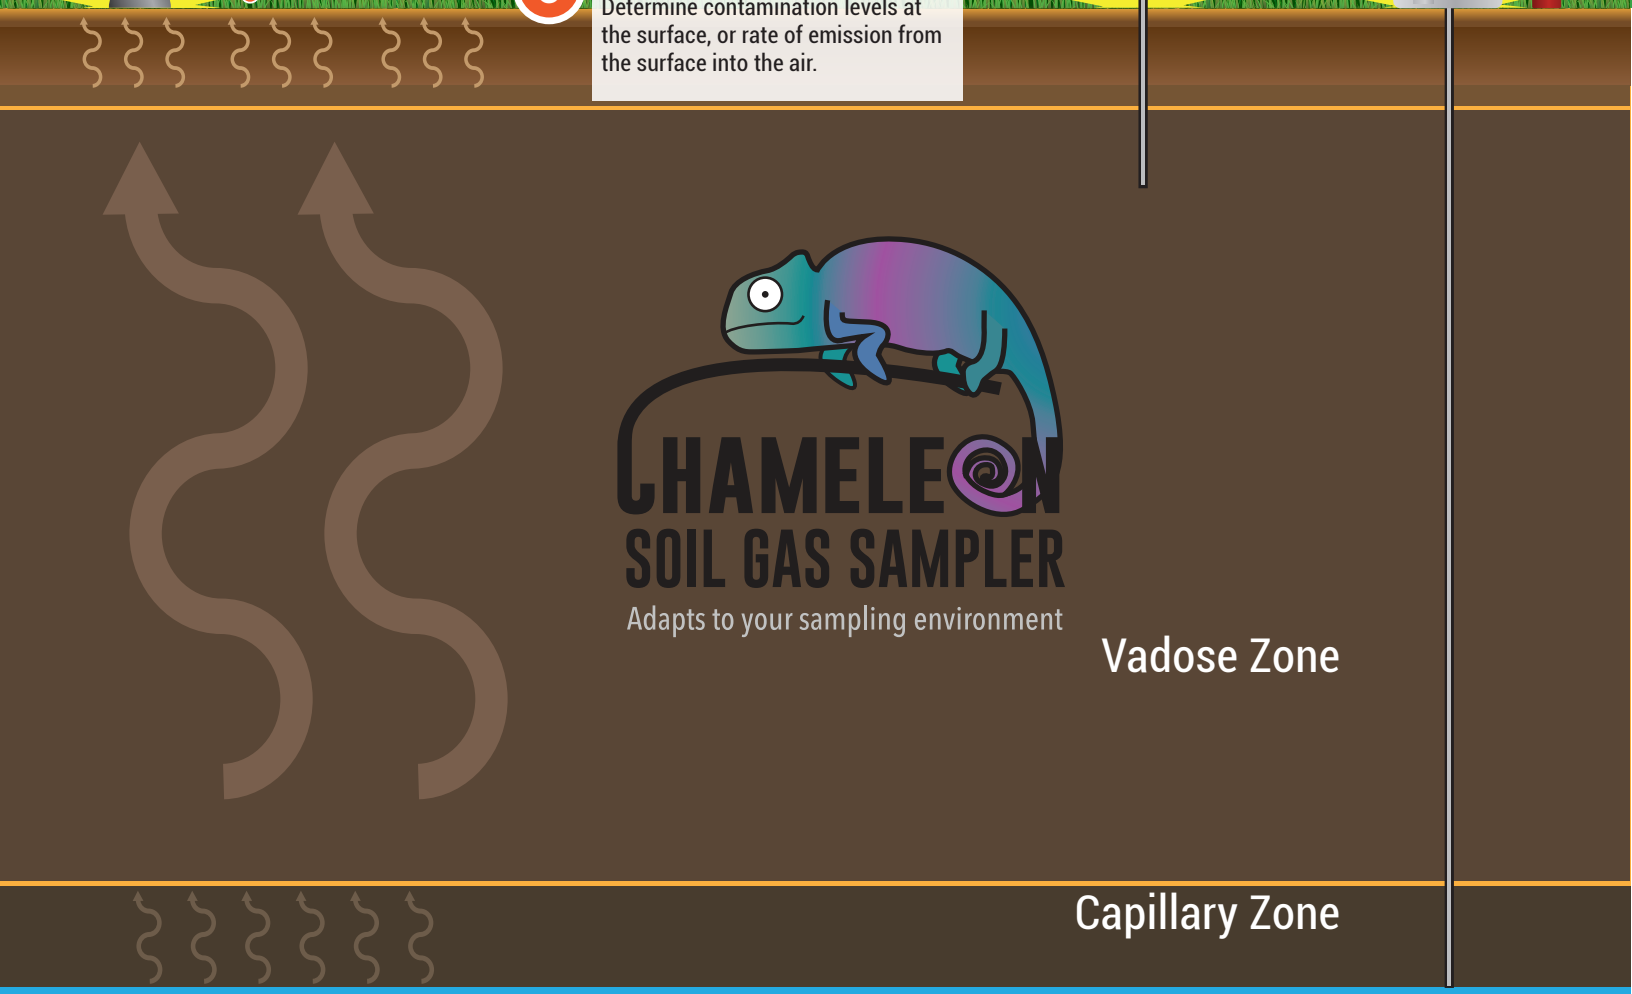 Determine contamination levels at
the surface, or rate of emission from
the surface into the air.
CHAMELEON
SOIL GAS SAMPLER
Adapts to your sampling environment
Vadose Zone
Capillary Zone